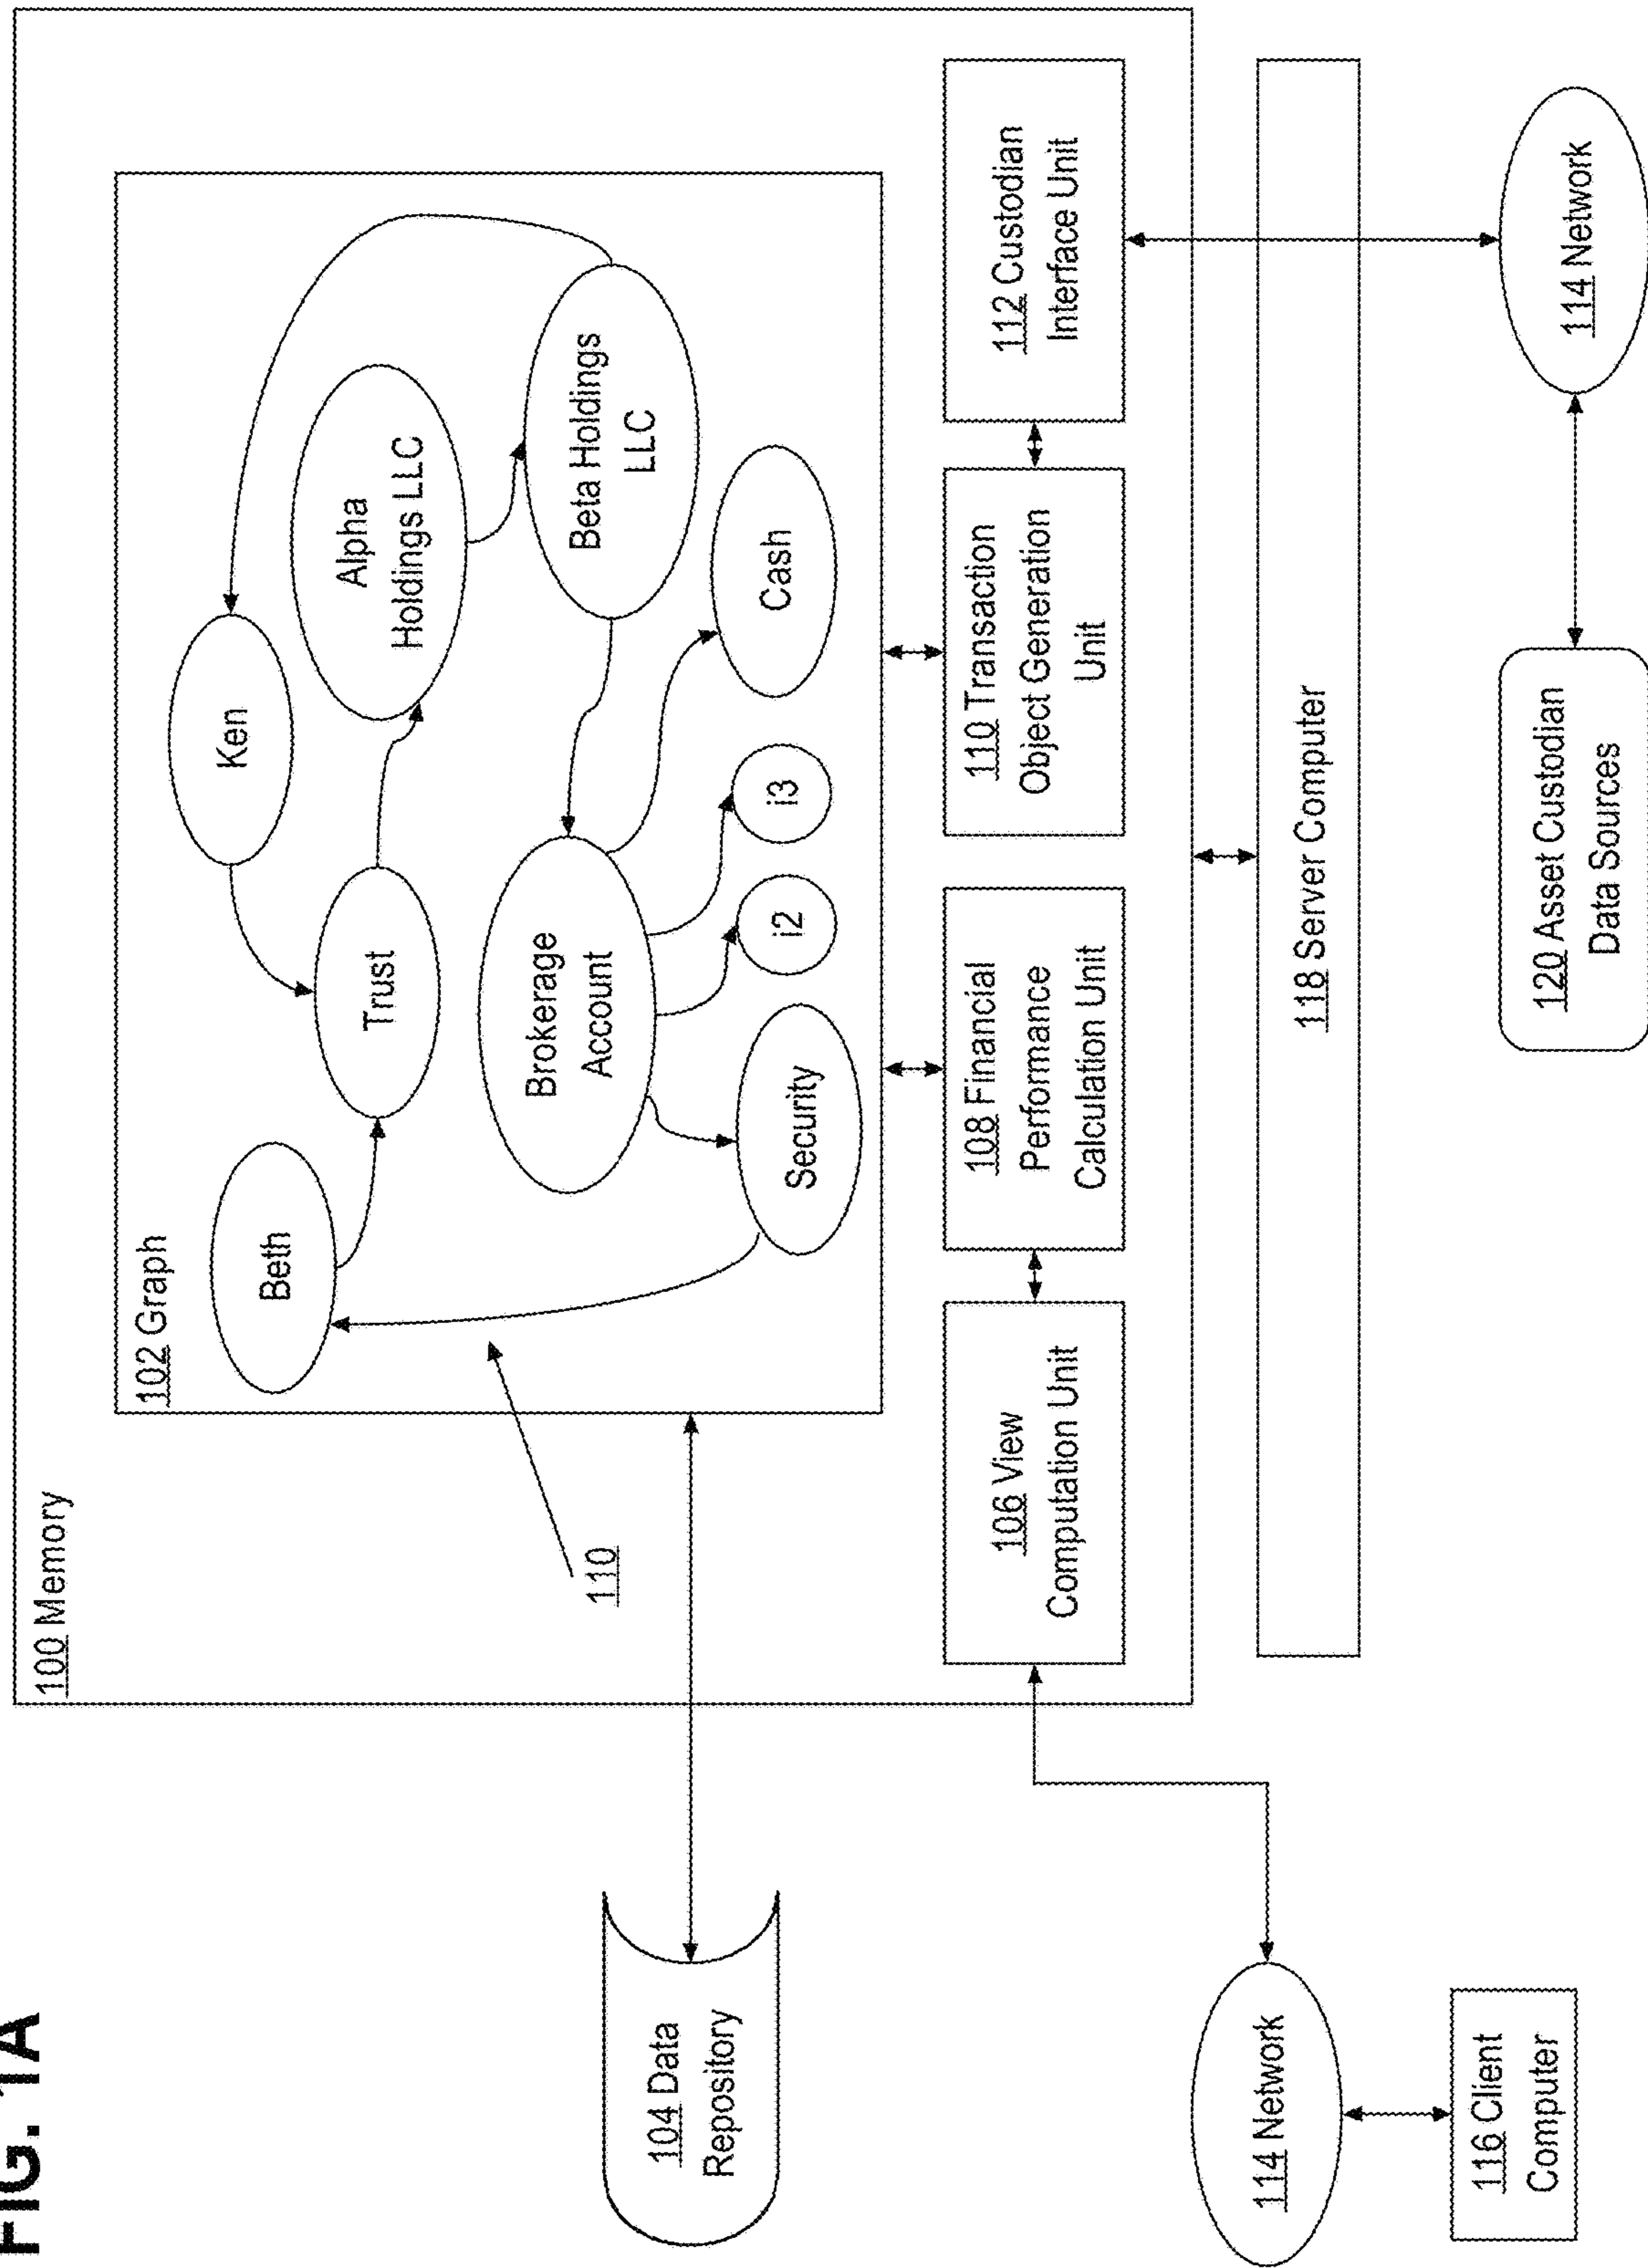 FIG. 1A
100 Memory
102 Graph
Beth
Ken
Trust
Alpha
Holdings LLC
Brokerage
Account
Beta Holdings
LLC
Security
i2
i3
Cash
110
104 Data
Repository
106 View
Computation Unit
108 Financial
Performance
Calculation Unit
110 Transaction
Object Generation
Unit
112 Custodian
Interface Unit
118 Server Computer
114 Network
116 Client
Computer
120 Asset Custodian
Data Sources
114 Network